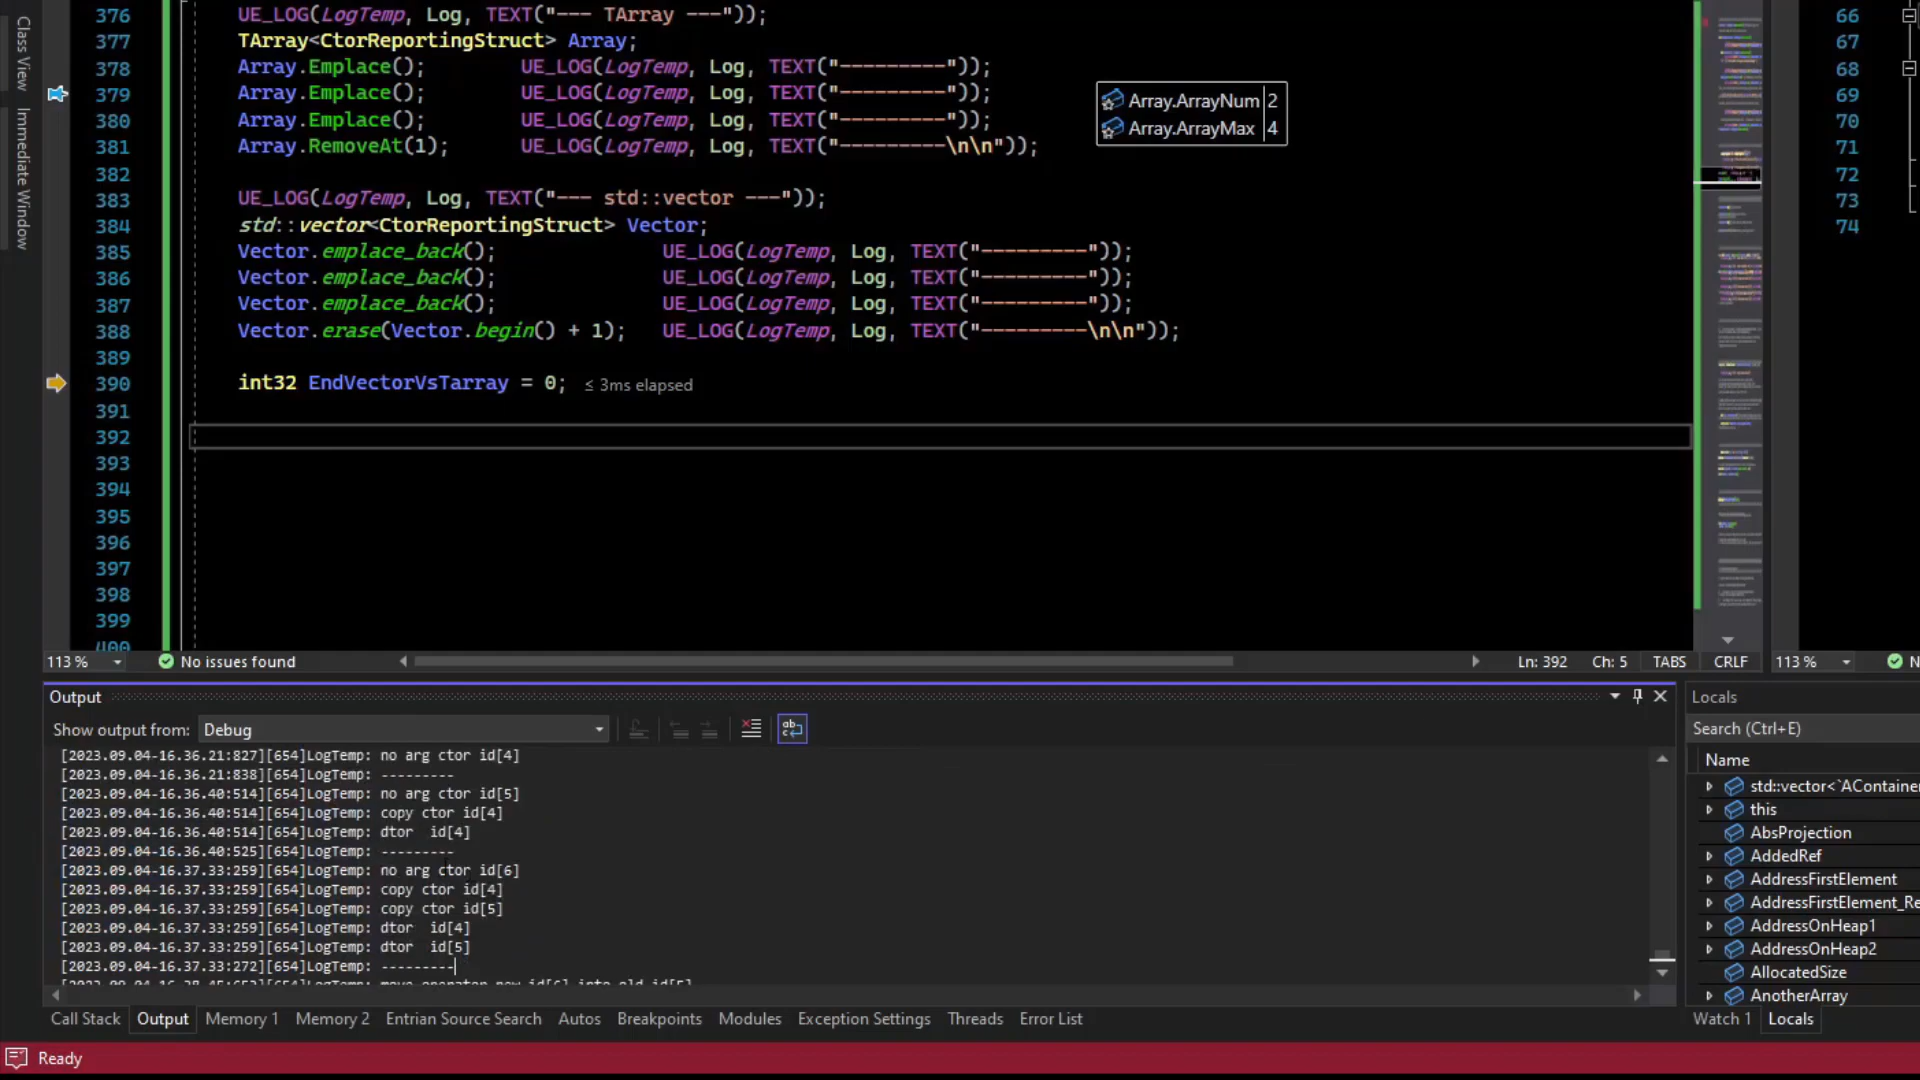 Class View
Immediate Window
376 UE_LOG(LogTemp, Log, TEXT("--- TArray ---"));
377 TArray<CtorReportingStruct> Array;
378 Array.Emplace(); UE_LOG(LogTemp, Log, TEXT("---------"));
379 Array.Emplace(); UE_LOG(LogTemp, Log, TEXT("---------"));
380 Array.Emplace(); UE_LOG(LogTemp, Log, TEXT("---------"));
381 Array.RemoveAt(1); UE_LOG(LogTemp, Log, TEXT("---------\n\n"));
Array.ArrayNum 2
Array.ArrayMax 4
382
383 UE_LOG(LogTemp, Log, TEXT("--- std::vector ---"));
384 std::vector<CtorReportingStruct> Vector;
385 Vector.emplace_back(); UE_LOG(LogTemp, Log, TEXT("---------"));
386 Vector.emplace_back(); UE_LOG(LogTemp, Log, TEXT("---------"));
387 Vector.emplace_back(); UE_LOG(LogTemp, Log, TEXT("---------"));
388 Vector.erase(Vector.begin() + 1); UE_LOG(LogTemp, Log, TEXT("---------\n\n"));
389
390 int32 EndVectorVsTarray = 0; ≤ 3ms elapsed
391
392
393
394
395
396
397
398
399
400
66
67
68
69
70
71
72
73
74
113 % No issues found Ln: 392 Ch: 5 TABS CRLF 113 % N
Output
Show output from: Debug
[2023.09.04-16.36.21:827][654]LogTemp: no arg ctor id[4]
[2023.09.04-16.36.21:838][654]LogTemp: ---------
[2023.09.04-16.36.40:514][654]LogTemp: no arg ctor id[5]
[2023.09.04-16.36.40:514][654]LogTemp: copy ctor id[4]
[2023.09.04-16.36.40:514][654]LogTemp: dtor  id[4]
[2023.09.04-16.36.40:525][654]LogTemp: ---------
[2023.09.04-16.37.33:259][654]LogTemp: no arg ctor id[6]
[2023.09.04-16.37.33:259][654]LogTemp: copy ctor id[4]
[2023.09.04-16.37.33:259][654]LogTemp: copy ctor id[5]
[2023.09.04-16.37.33:259][654]LogTemp: dtor  id[4]
[2023.09.04-16.37.33:259][654]LogTemp: dtor  id[5]
[2023.09.04-16.37.33:272][654]LogTemp: ---------
LogTemp: move operator new id[6] into old id[5]
Call Stack Output Memory 1 Memory 2 Entrian Source Search Autos Breakpoints Modules Exception Settings Threads Error List
Locals
Search (Ctrl+E)
Name
std::vector<`AContainer
this
AbsProjection
AddedRef
AddressFirstElement
AddressFirstElement_Re
AddressOnHeap1
AddressOnHeap2
AllocatedSize
AnotherArray
Watch 1 Locals
Ready